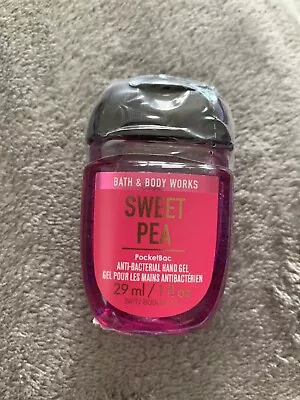 BATH & BODY WORKS
SWEET
PEA
PocketBac
ANTI-BACTERIAL HAND GEL,
GEL POUR LES MAINS ANTIBACTÉRIEN
29 ml / 1 fl oz